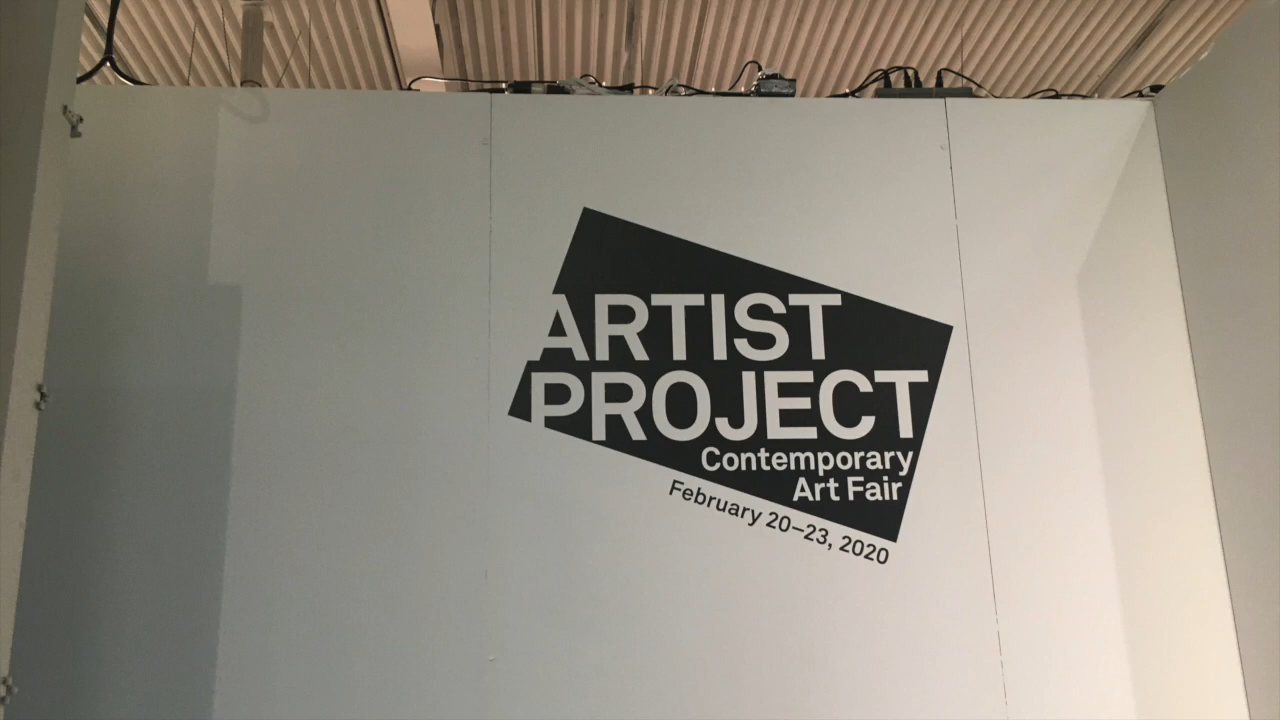 ARTIST
PROJECT
Contemporary
Art Fair
February 20–23, 2020